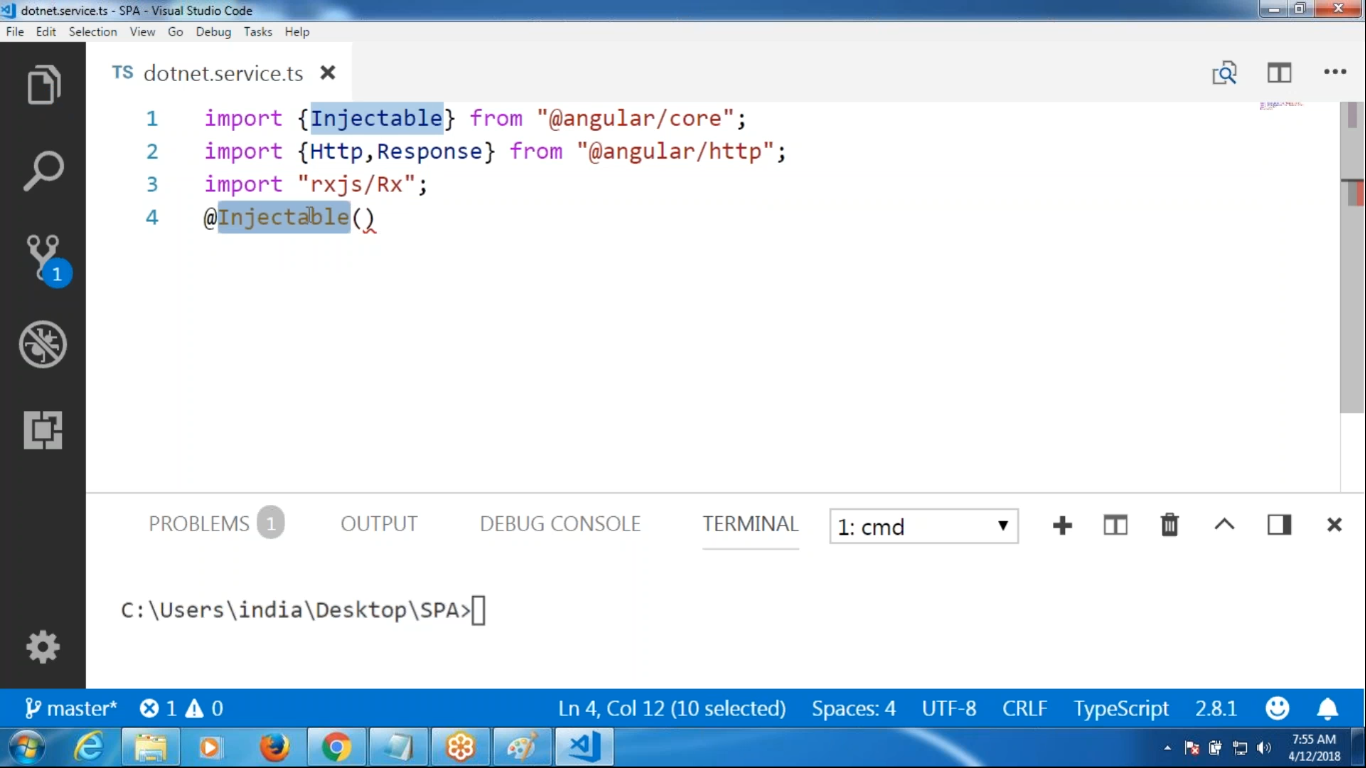 dotnet.service.ts - SPA - Visual Studio Code
File Edit Selection View Go Debug Tasks Help
TS dotnet.service.ts
1 import {Injectable} from "@angular/core";
2 import {Http,Response} from "@angular/http";
3 import "rxjs/Rx";
4 @Injectable()
1
PROBLEMS 1 OUTPUT DEBUG CONSOLE TERMINAL 1: cmd
C:\Users\india\Desktop\SPA>
master* 1 0 Ln 4, Col 12 (10 selected) Spaces: 4 UTF-8 CRLF TypeScript 2.8.1
7:55 AM
4/12/2018